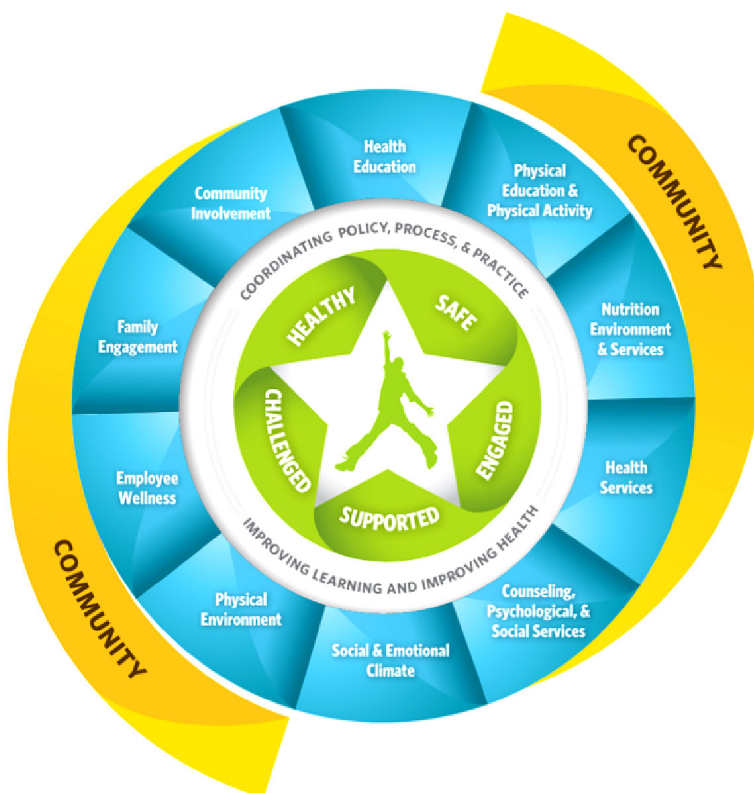 COMMUNITY
Health
Education
Physical
Education &
Physical Activity
Nutrition
Environment
& Services
Health
Services
Counseling,
Psychological, &
Social Services
Social & Emotional
Climate
Physical
Environment
Employee
Wellness
Family
Engagement
Community
Involvement
COORDINATING POLICY, PROCESS, & PRACTICE
IMPROVING LEARNING AND IMPROVING HEALTH
HEALTHY
SAFE
ENGAGED
SUPPORTED
CHALLENGED
COMMUNITY